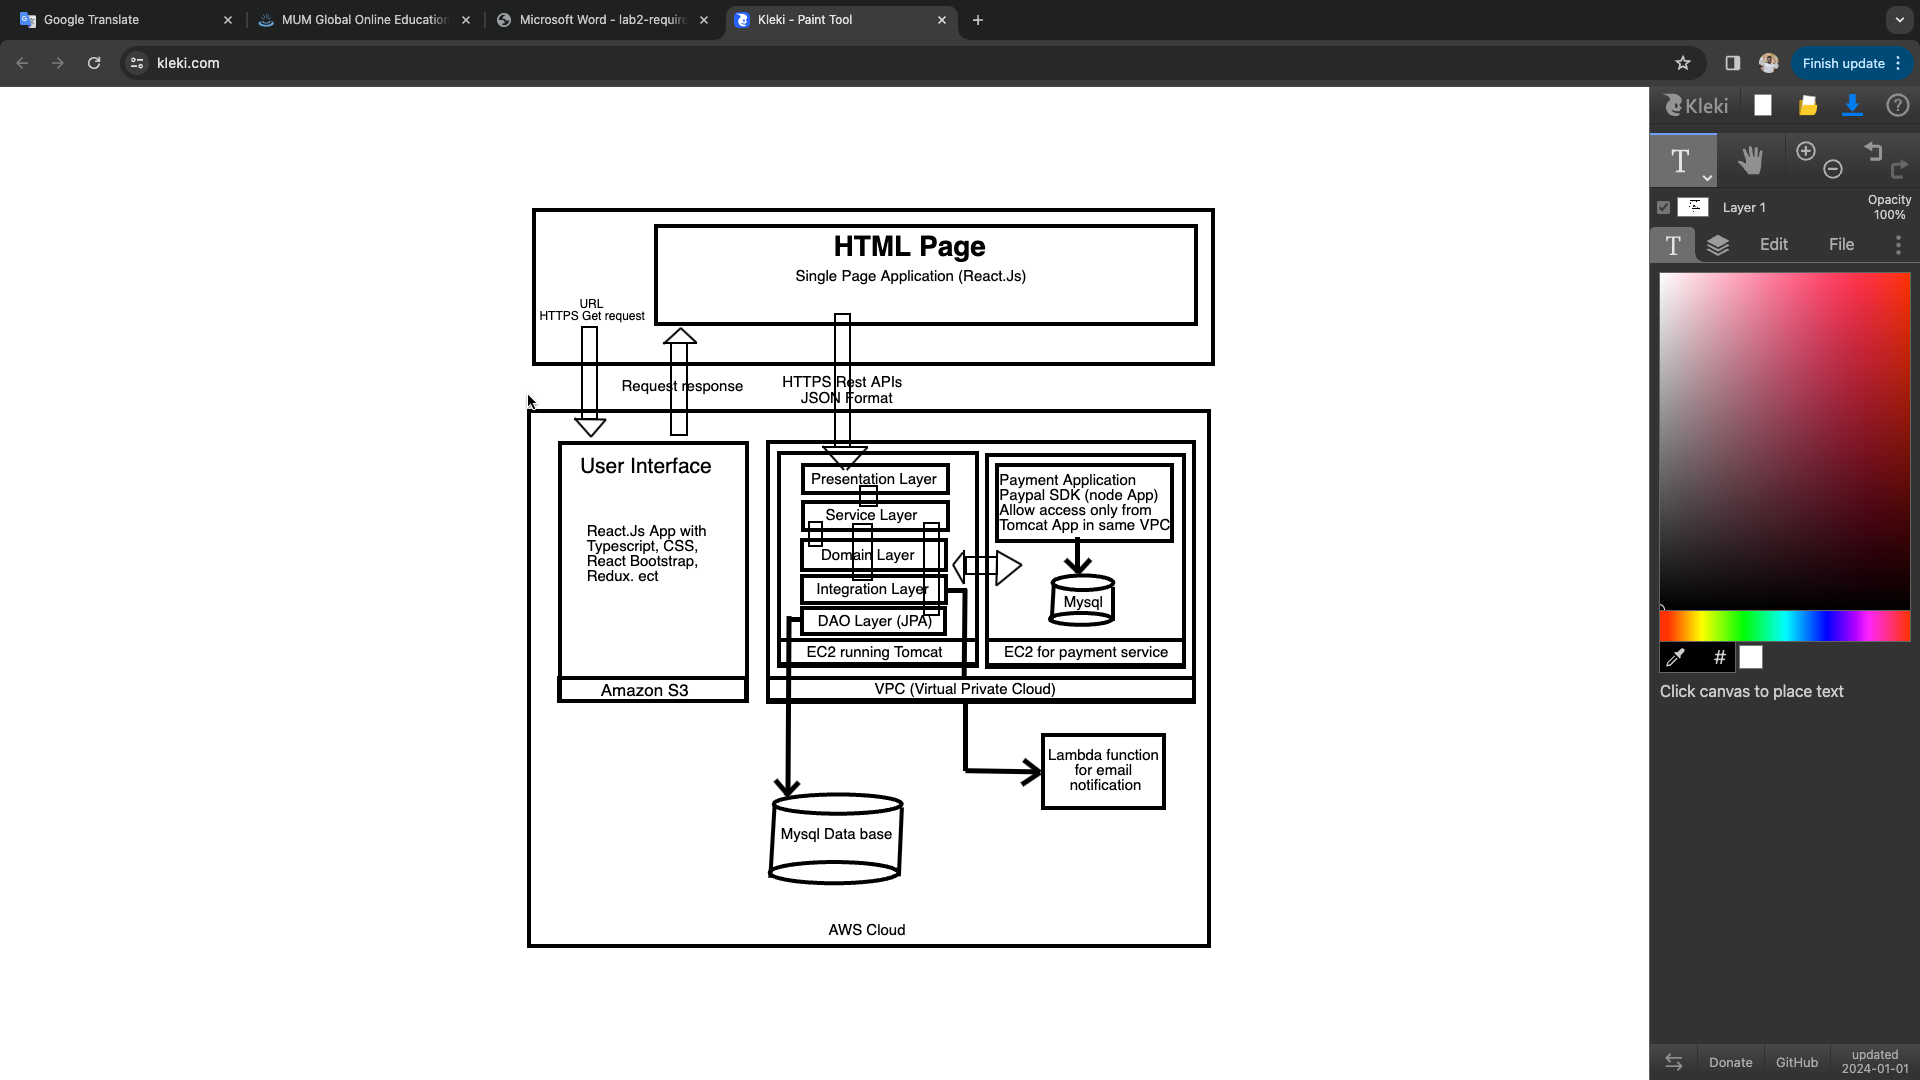 Google Translate
MUM Global Online Education
Microsoft Word - lab2-require
Kleki - Paint Tool
kleki.com
Finish update
Kleki
T
Layer 1
Opacity
100%
T
Edit
File
#
Click canvas to place text
HTML Page
Single Page Application (React.Js)
URL
HTTPS Get request
Request response
HTTPS Rest APIs
JSON Format
User Interface
React.Js App with
Typescript, CSS,
React Bootstrap,
Redux. ect
Amazon S3
Presentation Layer
Service Layer
Domain Layer
Integration Layer
DAO Layer (JPA)
EC2 running Tomcat
Payment Application
Paypal SDK (node App)
Allow access only from
Tomcat App in same VPC
Mysql
EC2 for payment service
VPC (Virtual Private Cloud)
Lambda function
for email
notification
Mysql Data base
AWS Cloud
Donate
GitHub
updated
2024-01-01